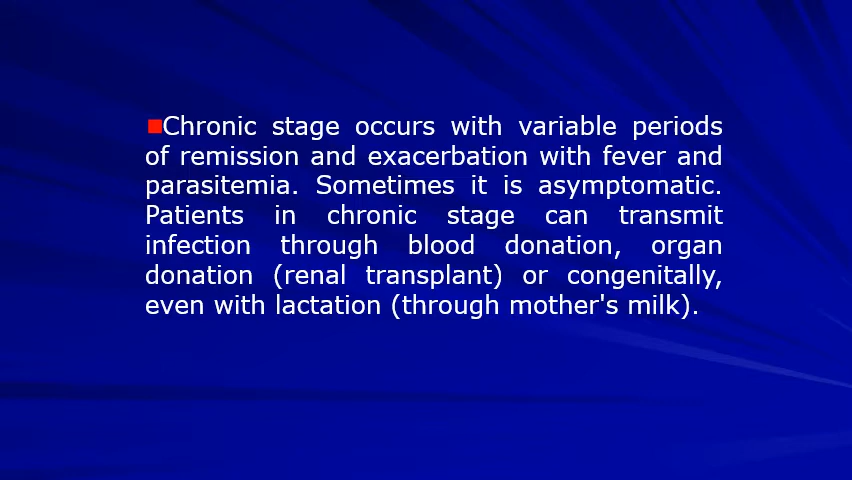 Chronic stage occurs with variable periods
of remission and exacerbation with fever and
parasitemia. Sometimes it is asymptomatic.
Patients in chronic stage can transmit
infection through blood donation, organ
donation (renal transplant) or congenitally,
even with lactation (through mother's milk).